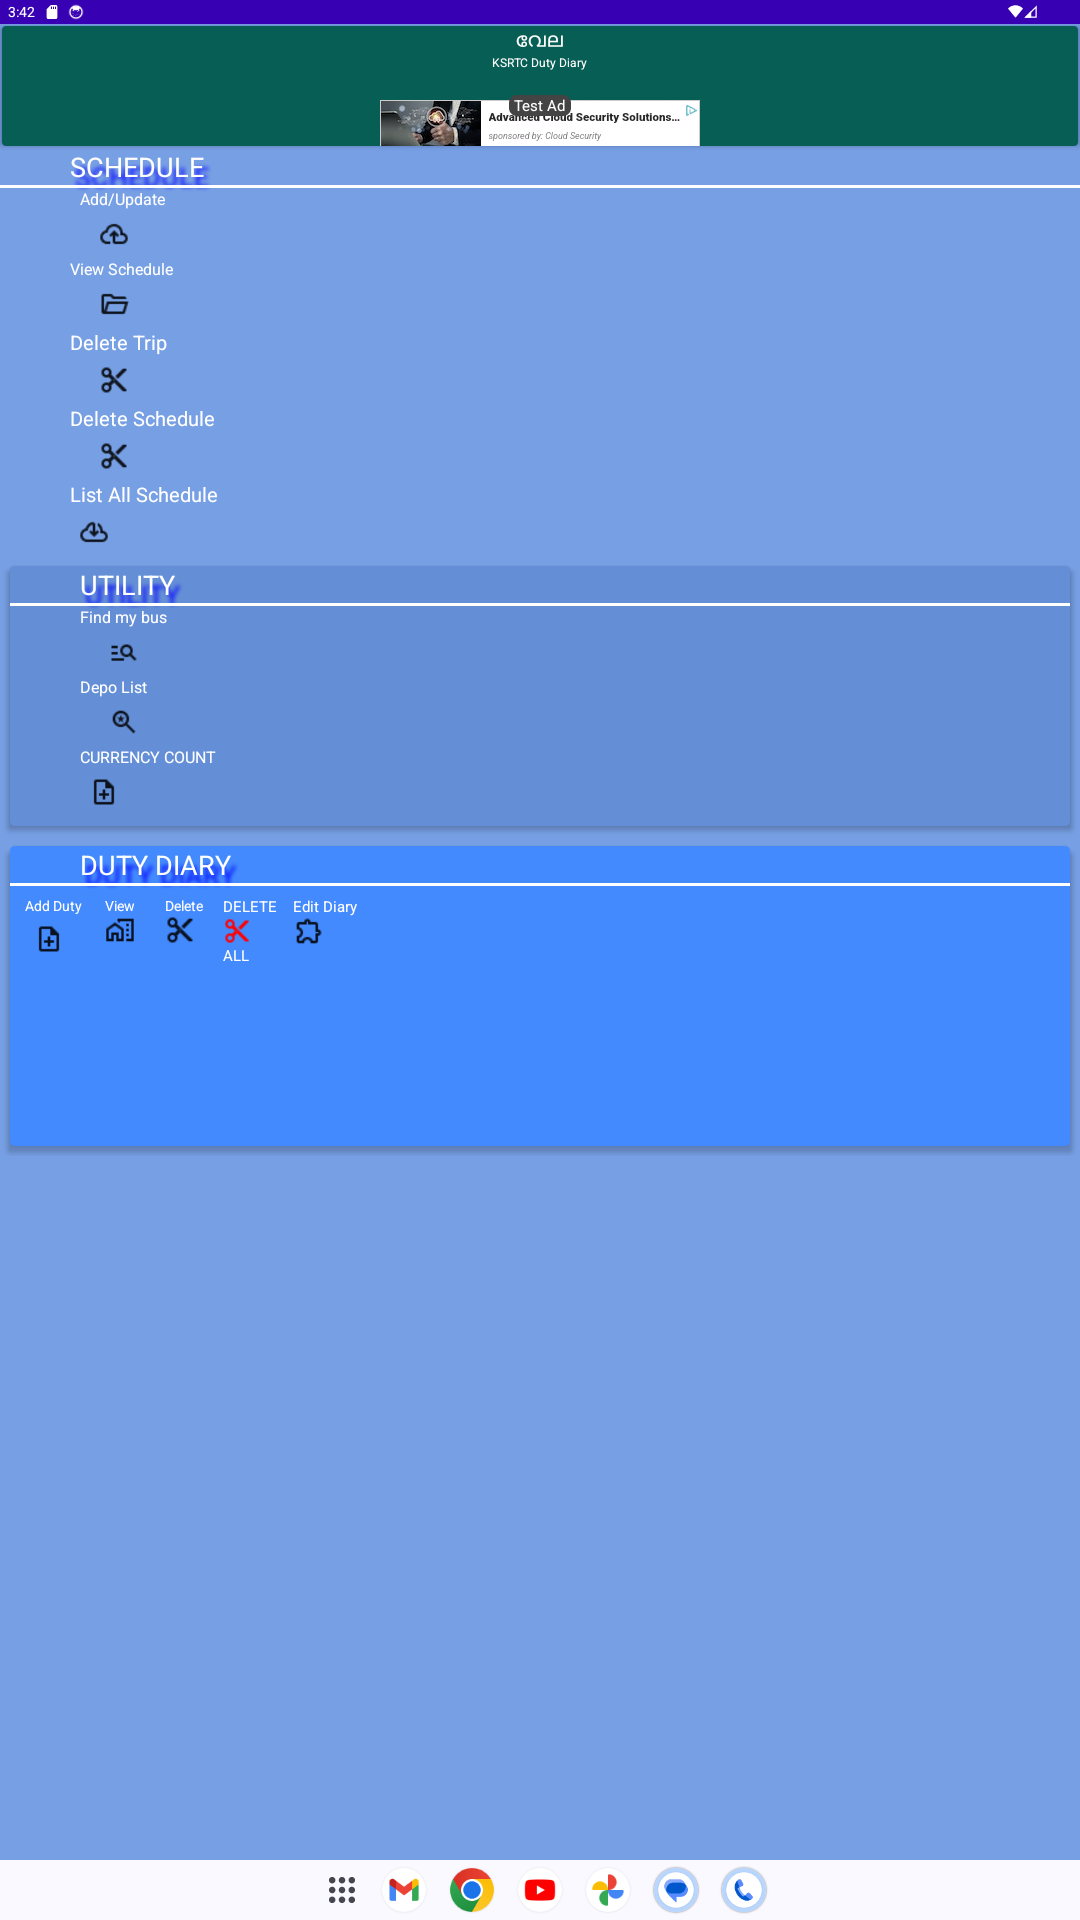 3:42
വേല
KSRTC Duty Diary
Test Ad
Advanced Cloud Security Solutions...
sponsored by: Cloud Security
SCHEDULE
Add/Update
View Schedule
Delete Trip
Delete Schedule
List All Schedule
UTILITY
Find my bus
Depo List
CURRENCY COUNT
DUTY DIARY
Add Duty View Delete DELETE Edit Diary
ALL